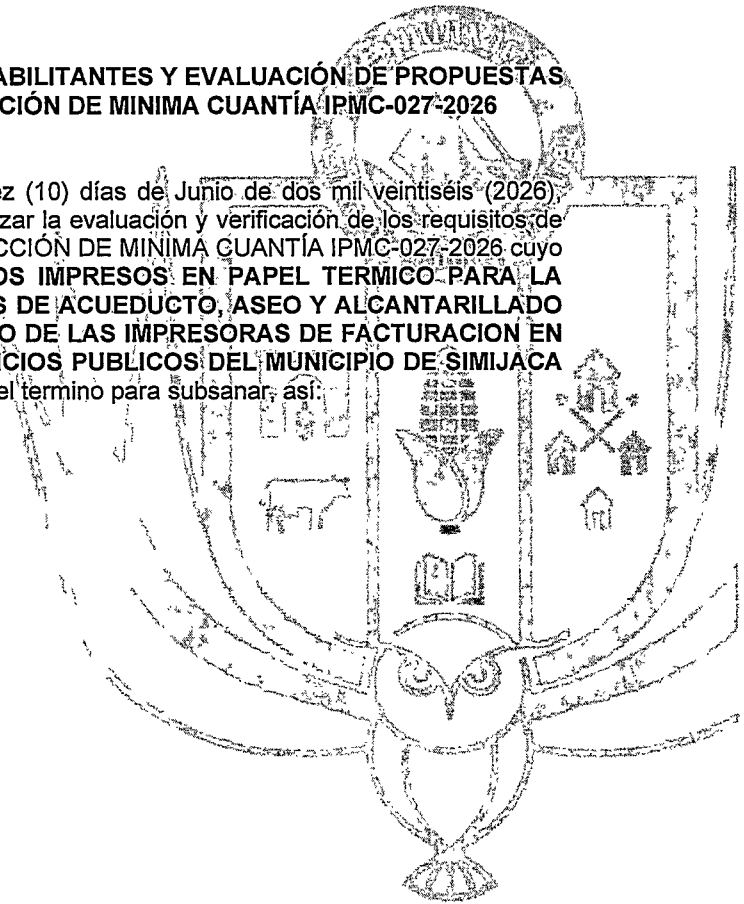 ABILITANTES Y EVALUACIÓN DE PROPUESTAS
CIÓN DE MINIMA CUANTÍA IPMC-027-2026
ez (10) días de Junio de dos mil veintiséis (2026),
zar la evaluación y verificación de los requisitos de
CCIÓN DE MINIMA CUANTÍA IPMC-027-2026 cuyo
OS IMPRESOS EN PAPEL TERMICO PARA LA
S DE ACUEDUCTO, ASEO Y ALCANTARILLADO
O DE LAS IMPRESORAS DE FACTURACION EN
ICIOS PUBLICOS DEL MUNICIPIO DE SIMIJACA
el termino para subsanar, así: